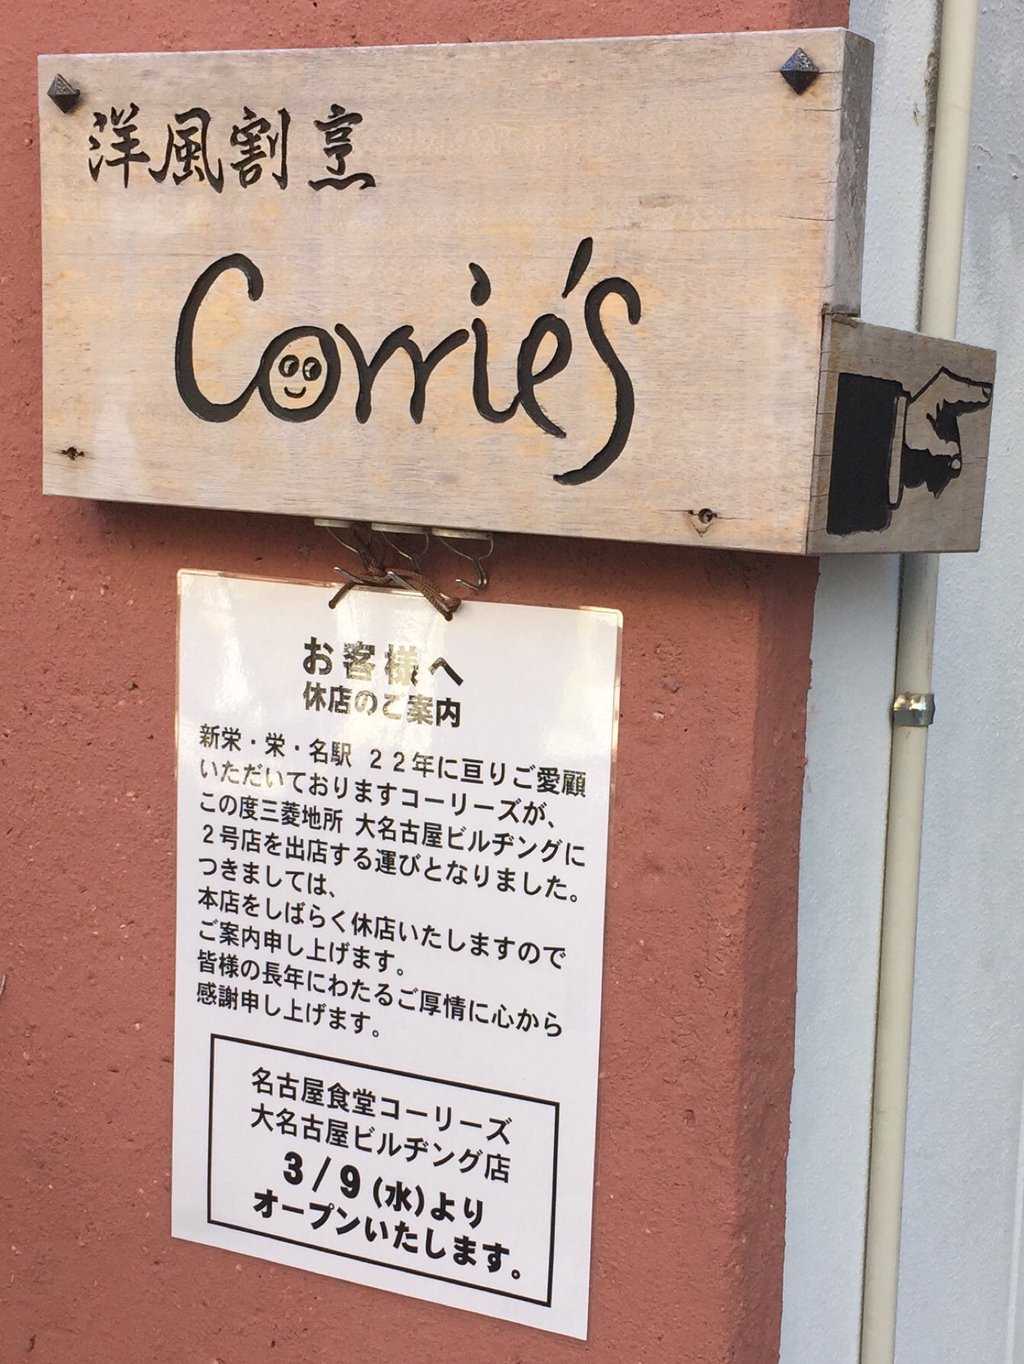 洋風割烹
Corrie's
お客様へ
休店のご案内
新栄・栄・名駅 22年に亘りご愛顧
いただいておりますコーリーズが、
この度三菱地所 大名古屋ビルヂングに
2号店を出店する運びとなりました。
つきましては、
本店をしばらく休店いたしますので
ご案内申し上げます。
皆様の長年にわたるご厚情に心から
感謝申し上げます。
名古屋食堂コーリーズ
大名古屋ビルヂング店
3/9(水)より
オープンいたします。